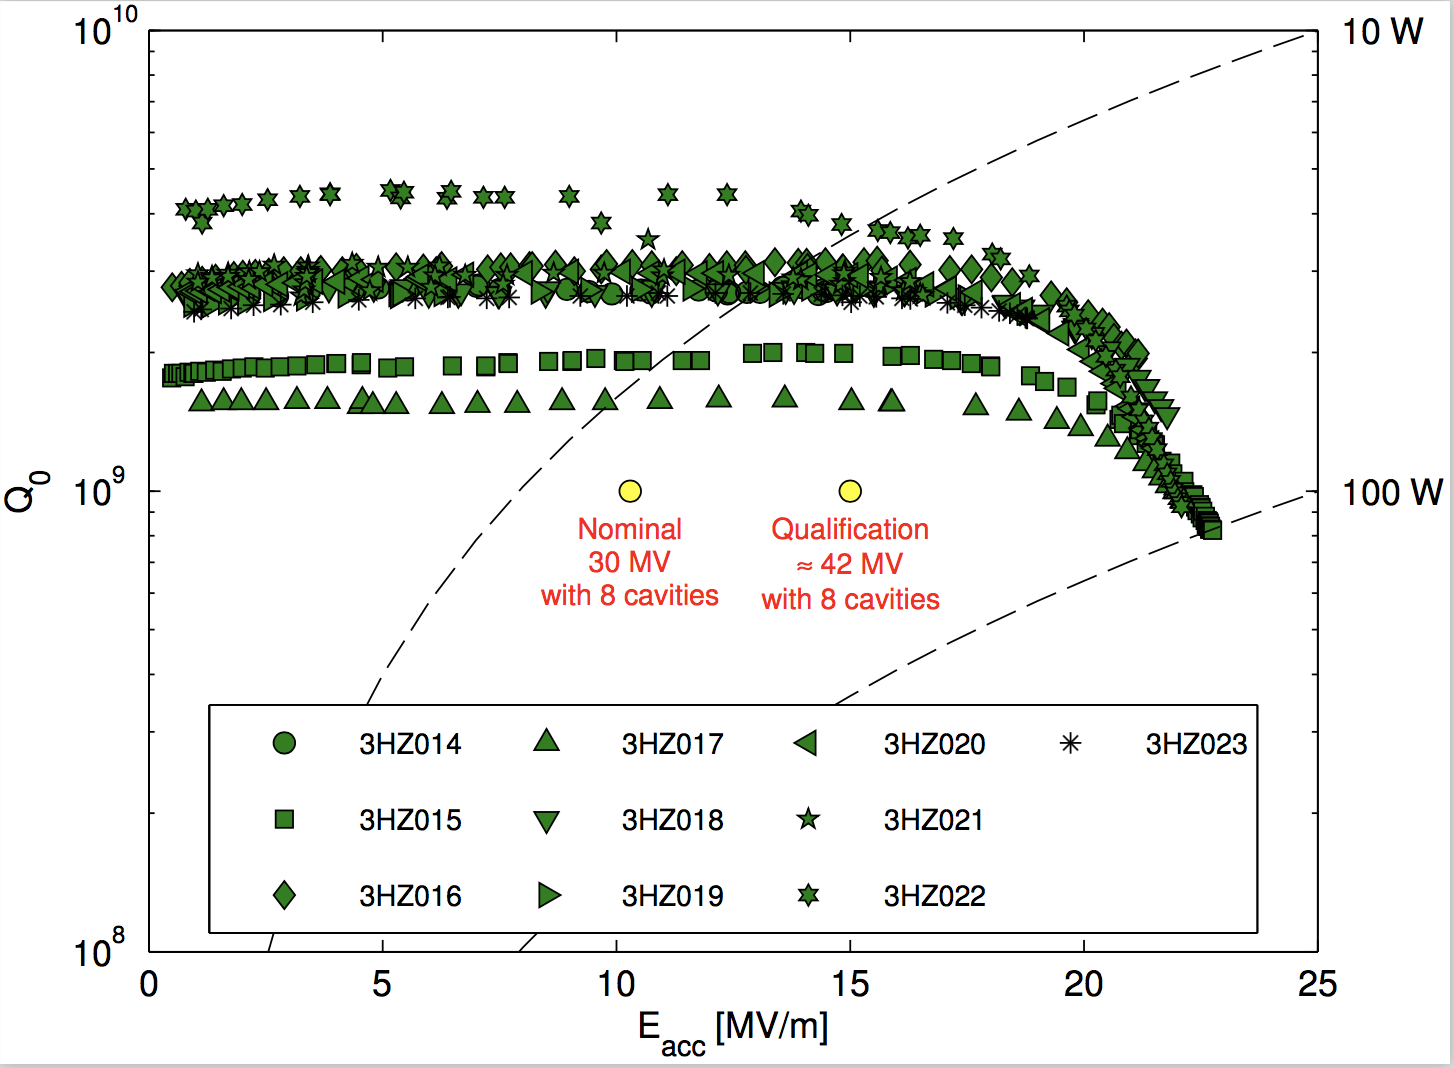 10^10
10 W
Q_0
10^9
100 W
Nominal
30 MV
with 8 cavities
Qualification
≈ 42 MV
with 8 cavities
3HZ014
3HZ017
3HZ020
3HZ023
3HZ015
3HZ018
3HZ021
3HZ016
3HZ019
3HZ022
10^8
0
5
10
15
20
25
E_acc [MV/m]